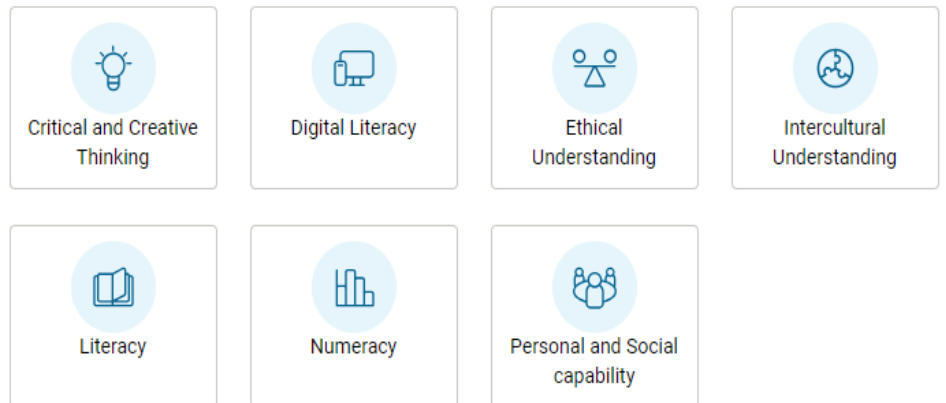 Critical and Creative
Thinking
Digital Literacy
Ethical
Understanding
Intercultural
Understanding
Literacy
Numeracy
Personal and Social
capability